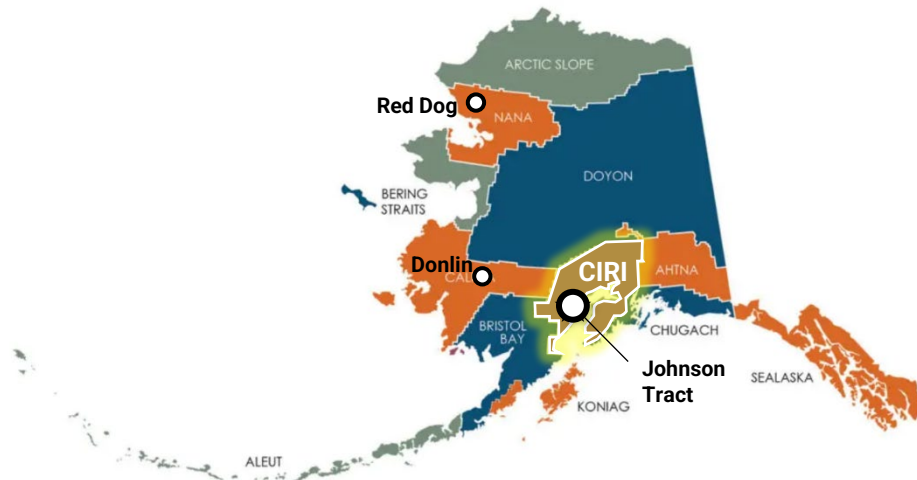 ARCTIC SLOPE
Red Dog
NANA
DOYON
BERING
STRAITS
Donlin
CIRI
AHTNA
BRISTOL
BAY
CHUGACH
Johnson
Tract
SEALASKA
KONIAG
ALEUT